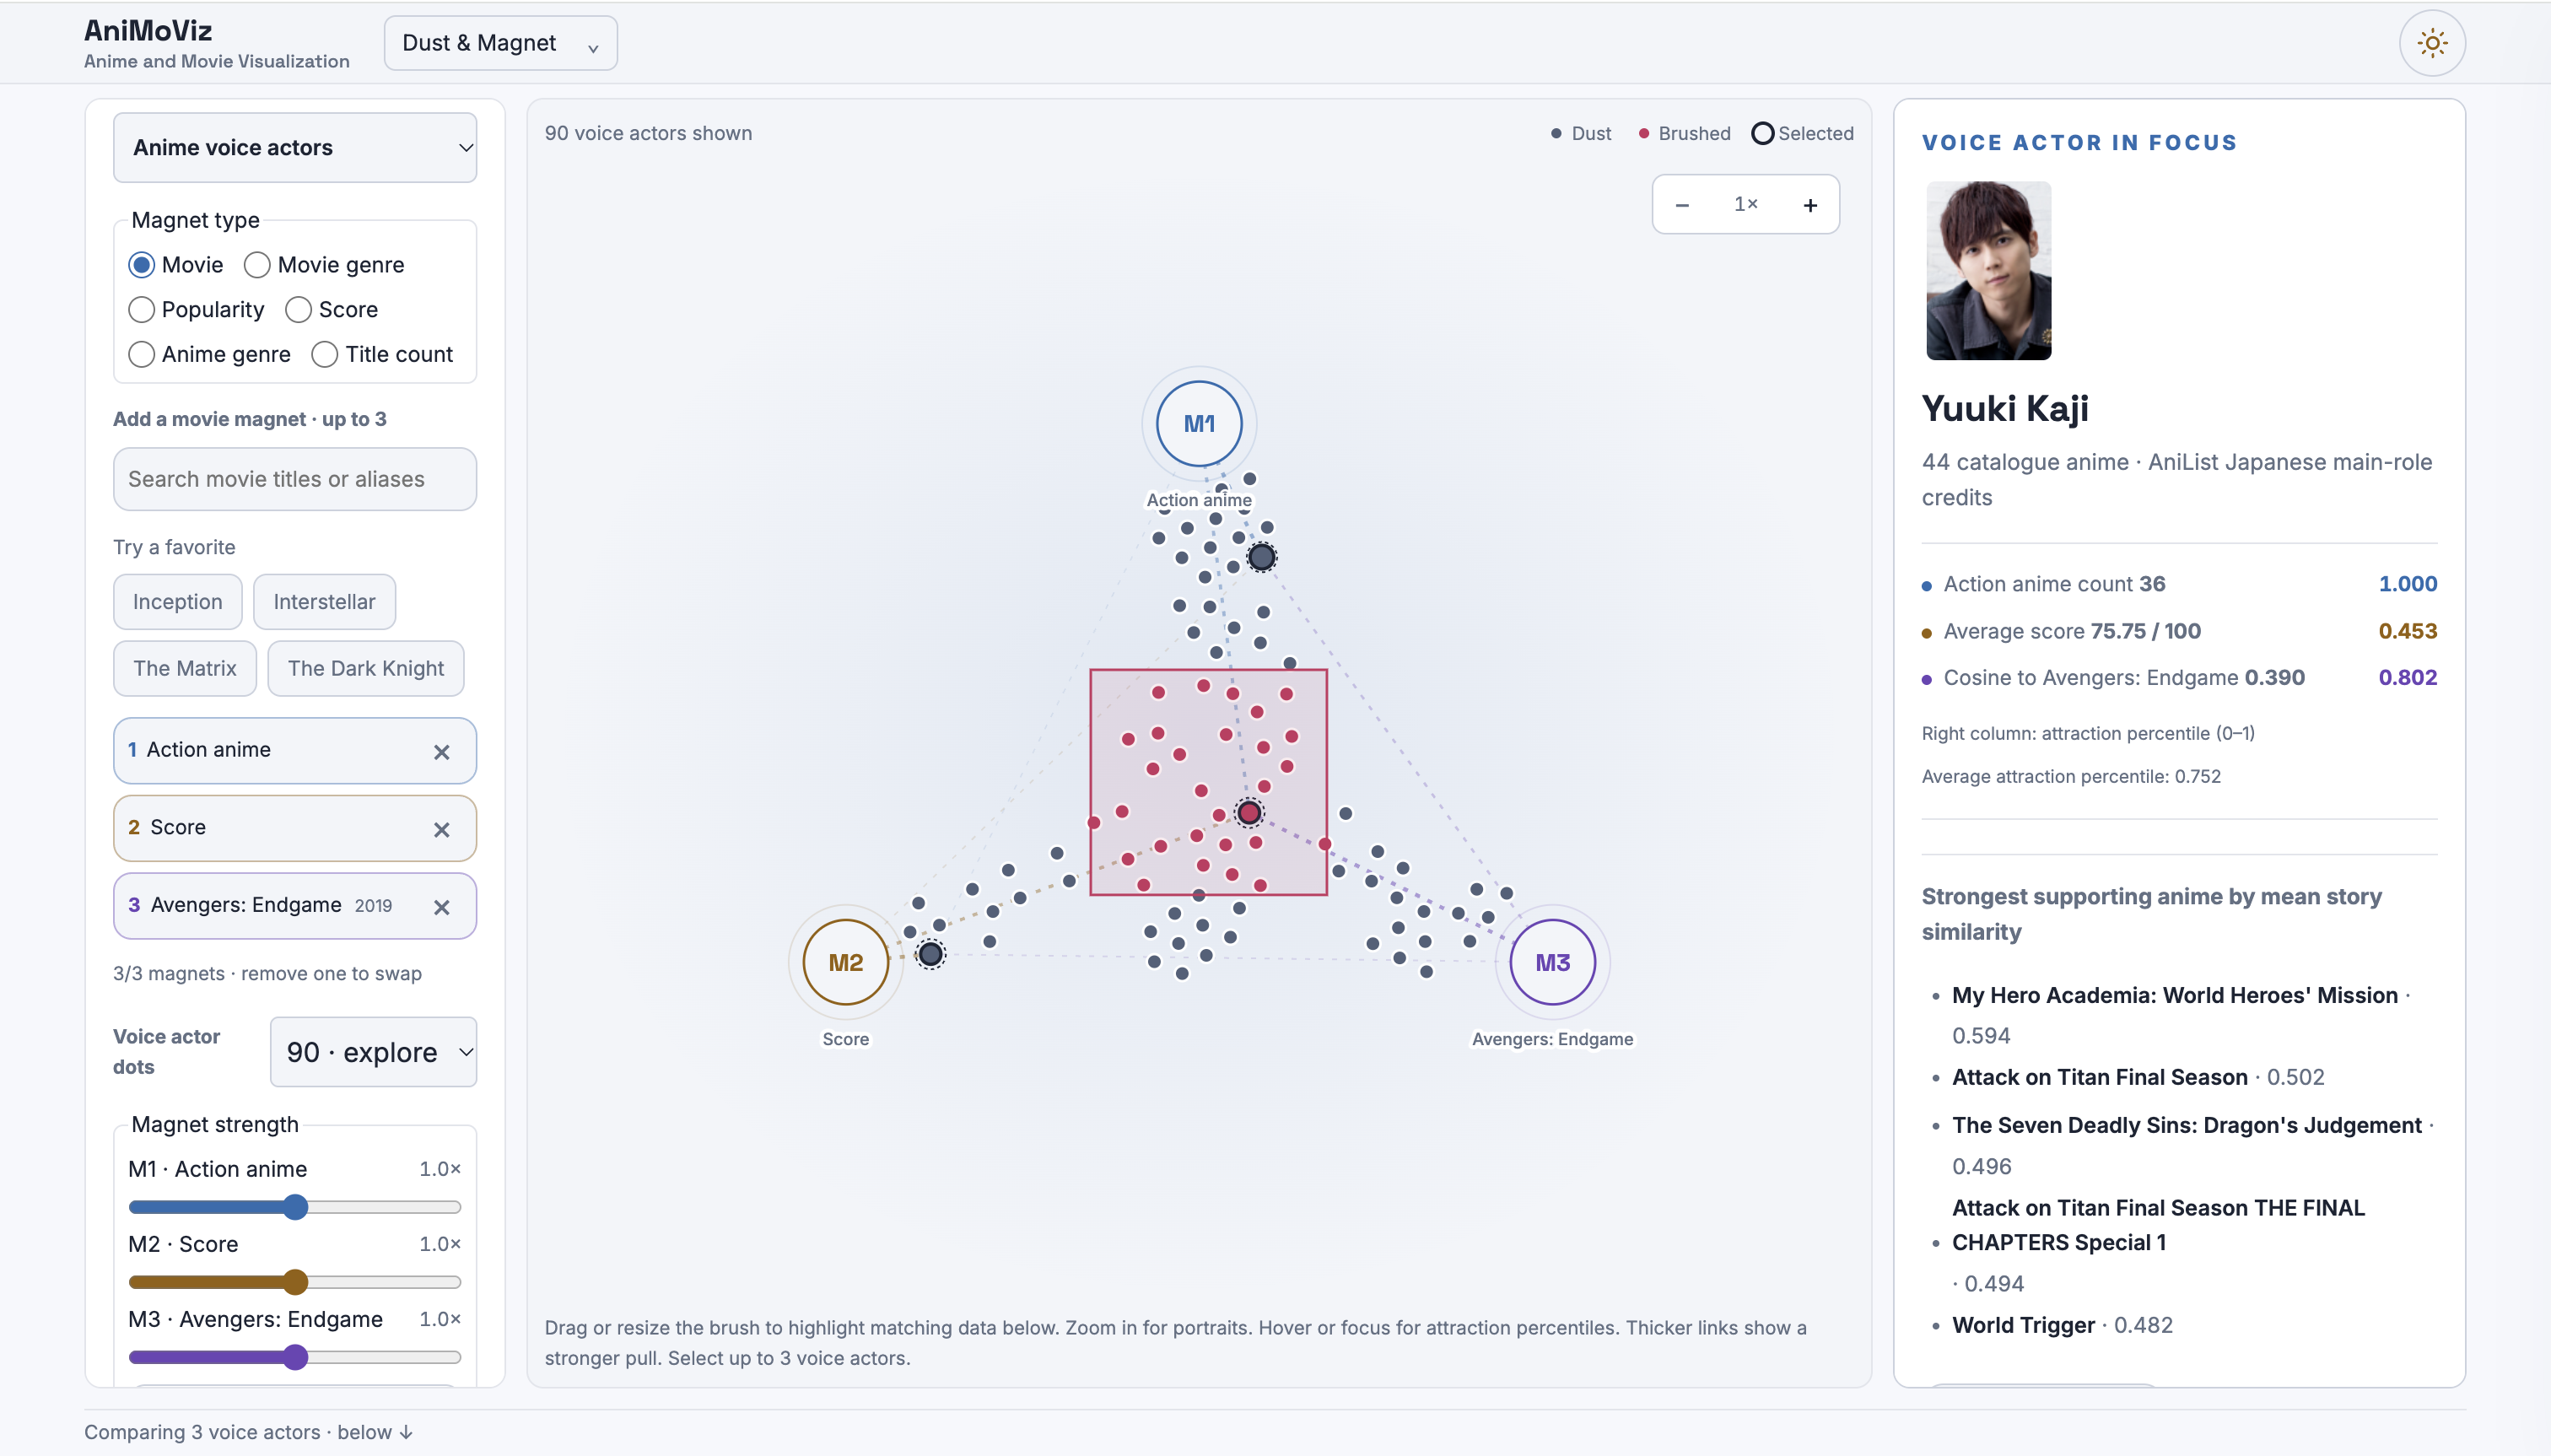 AniMoViz
Anime and Movie Visualization
Dust & Magnet
Anime voice actors
Magnet type
Movie
Movie genre
Popularity
Score
Anime genre
Title count
Add a movie magnet · up to 3
Search movie titles or aliases
Try a favorite
Inception
Interstellar
The Matrix
The Dark Knight
1 Action anime ×
2 Score ×
3 Avengers: Endgame 2019 ×
3/3 magnets · remove one to swap
Voice actor
dots
90 · explore
Magnet strength
M1 · Action anime 1.0×
M2 · Score 1.0×
M3 · Avengers: Endgame 1.0×
90 voice actors shown
Dust
Brushed
Selected
− 1× +
M1
Action anime
M2
Score
M3
Avengers: Endgame
Drag or resize the brush to highlight matching data below. Zoom in for portraits. Hover or focus for attraction percentiles. Thicker links show a
stronger pull. Select up to 3 voice actors.
VOICE ACTOR IN FOCUS
Yuuki Kaji
44 catalogue anime · AniList Japanese main-role
credits
Action anime count 36 1.000
Average score 75.75 / 100 0.453
Cosine to Avengers: Endgame 0.390 0.802
Right column: attraction percentile (0–1)
Average attraction percentile: 0.752
Strongest supporting anime by mean story
similarity
• My Hero Academia: World Heroes' Mission ·
0.594
• Attack on Titan Final Season · 0.502
• The Seven Deadly Sins: Dragon's Judgement ·
0.496
Attack on Titan Final Season THE FINAL
• CHAPTERS Special 1
· 0.494
• World Trigger · 0.482
Comparing 3 voice actors · below ↓